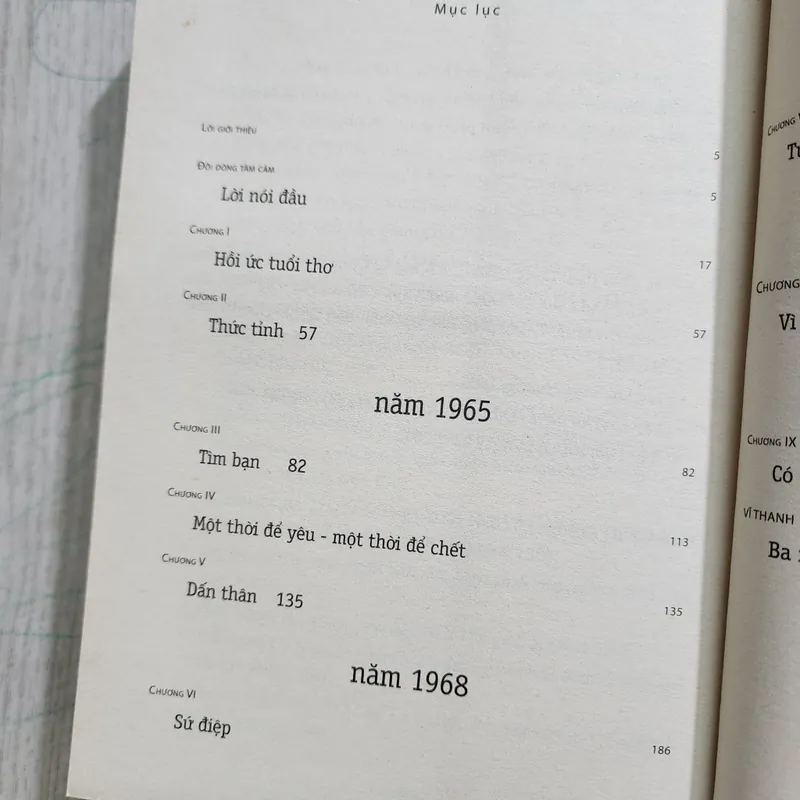 Mục lục
LỜI GIỚI THIỆU
5
ĐÔI DÒNG TÂM CẢM
Lời nói đầu 5
CHƯƠNG I
Hồi ức tuổi thơ 17
CHƯƠNG II
Thức tỉnh 57 57
năm 1965
CHƯƠNG III
Tìm bạn 82 82
CHƯƠNG IV
Một thời để yêu - một thời để chết 113
CHƯƠNG V
Dấn thân 135 135
năm 1968
CHƯƠNG VI
Sứ điệp 186
CHƯƠNG
CHƯƠNG
Vì
CHƯƠNG IX
Có
VĨ THANH
Ba